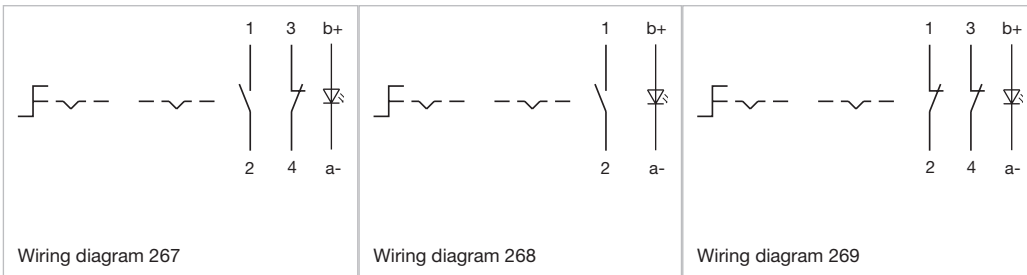 1 3 b+
2 4 a-
Wiring diagram 267
1 b+
2 a-
Wiring diagram 268
1 3 b+
2 4 a-
Wiring diagram 269